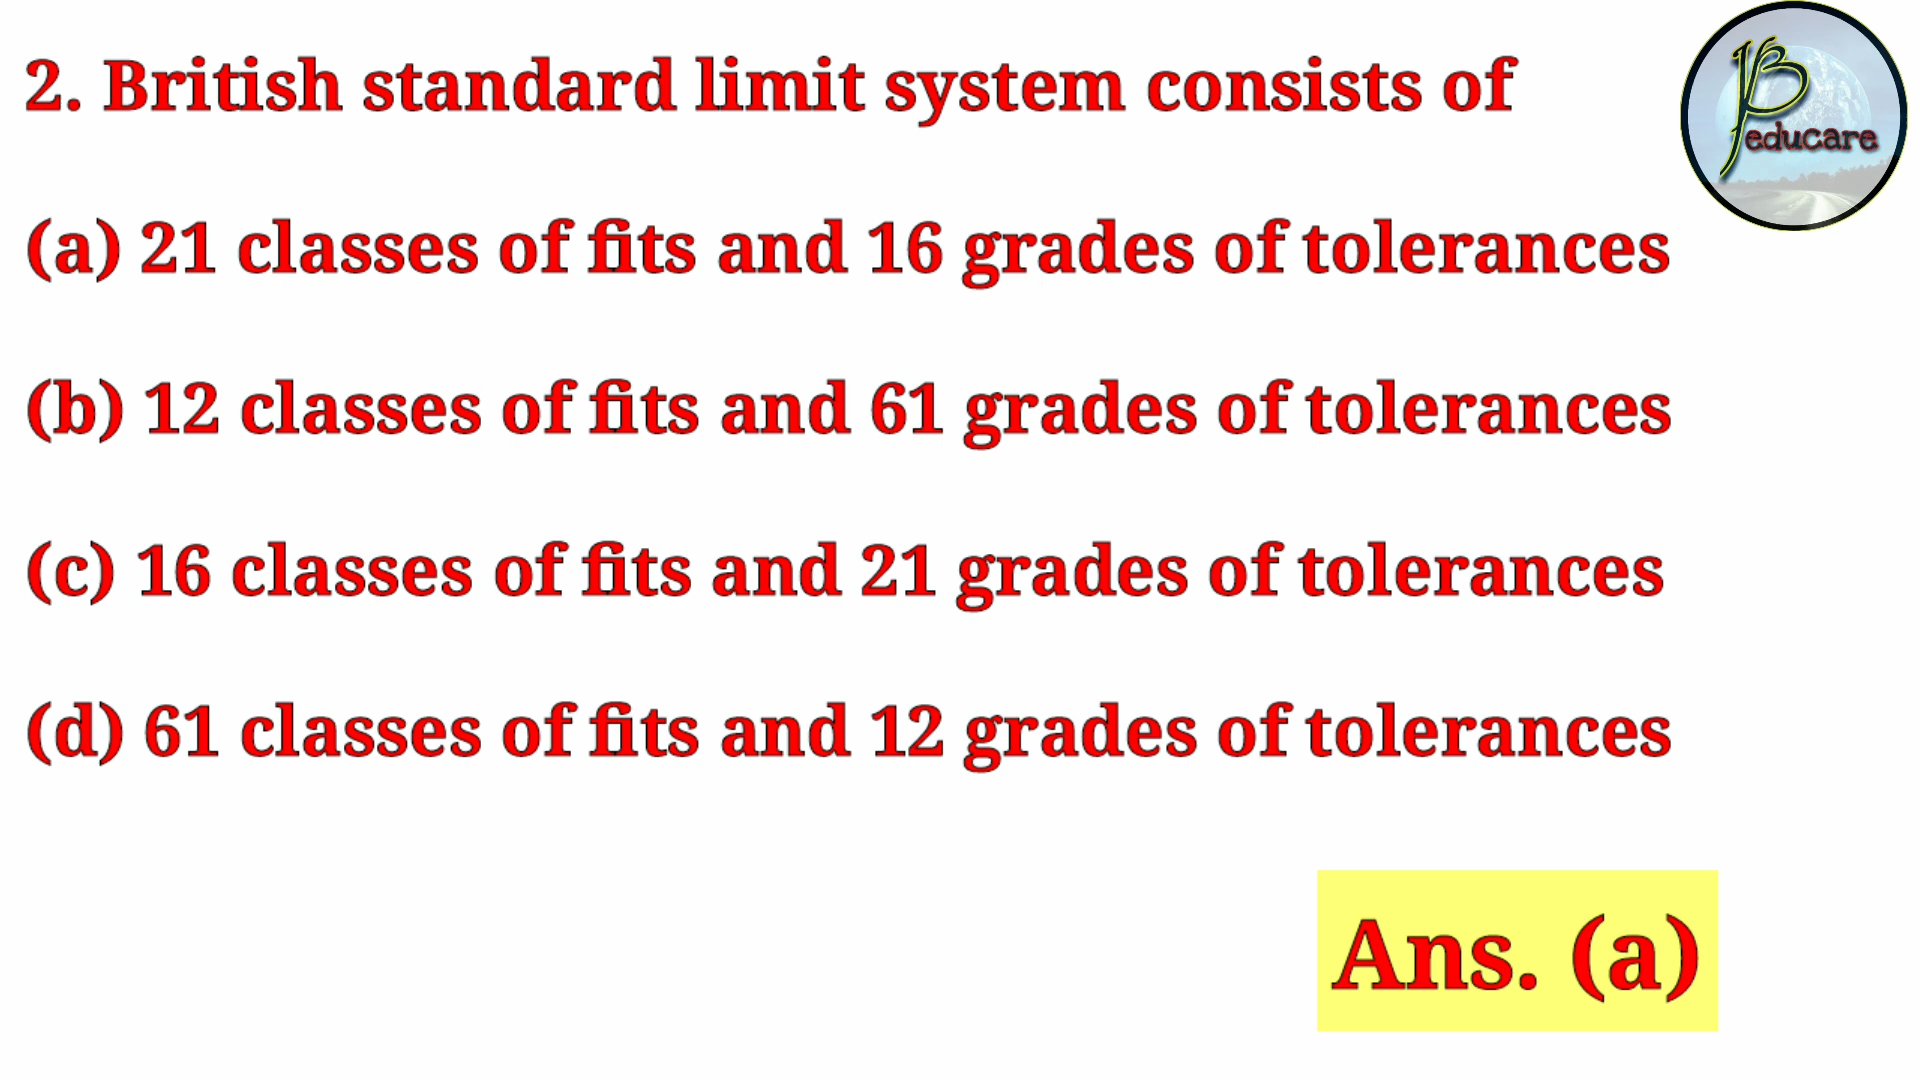 2. British standard limit system consists of
(a) 21 classes of fits and 16 grades of tolerances
(b) 12 classes of fits and 61 grades of tolerances
(c) 16 classes of fits and 21 grades of tolerances
(d) 61 classes of fits and 12 grades of tolerances
Ans. (a)
educare